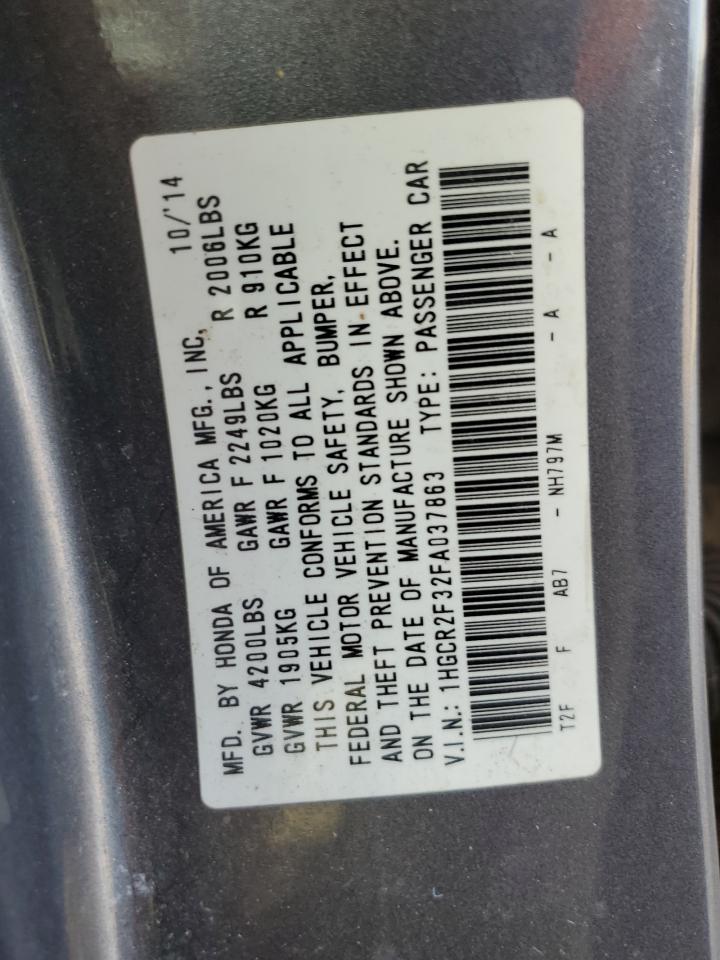 MFD. BY HONDA OF AMERICA MFG., INC. 10/'14
GVWR 4200LBS GAWR F 2249LBS R 2006LBS
GVWR 1905KG GAWR F 1020KG R 910KG
THIS VEHICLE CONFORMS TO ALL APPLICABLE
FEDERAL MOTOR VEHICLE SAFETY, BUMPER,
AND THEFT PREVENTION STANDARDS IN EFFECT
ON THE DATE OF MANUFACTURE SHOWN ABOVE.
V.I.N.: 1HGCR2F32FA037863 TYPE: PASSENGER CAR
T2F F AB7 - NH797M - A - A